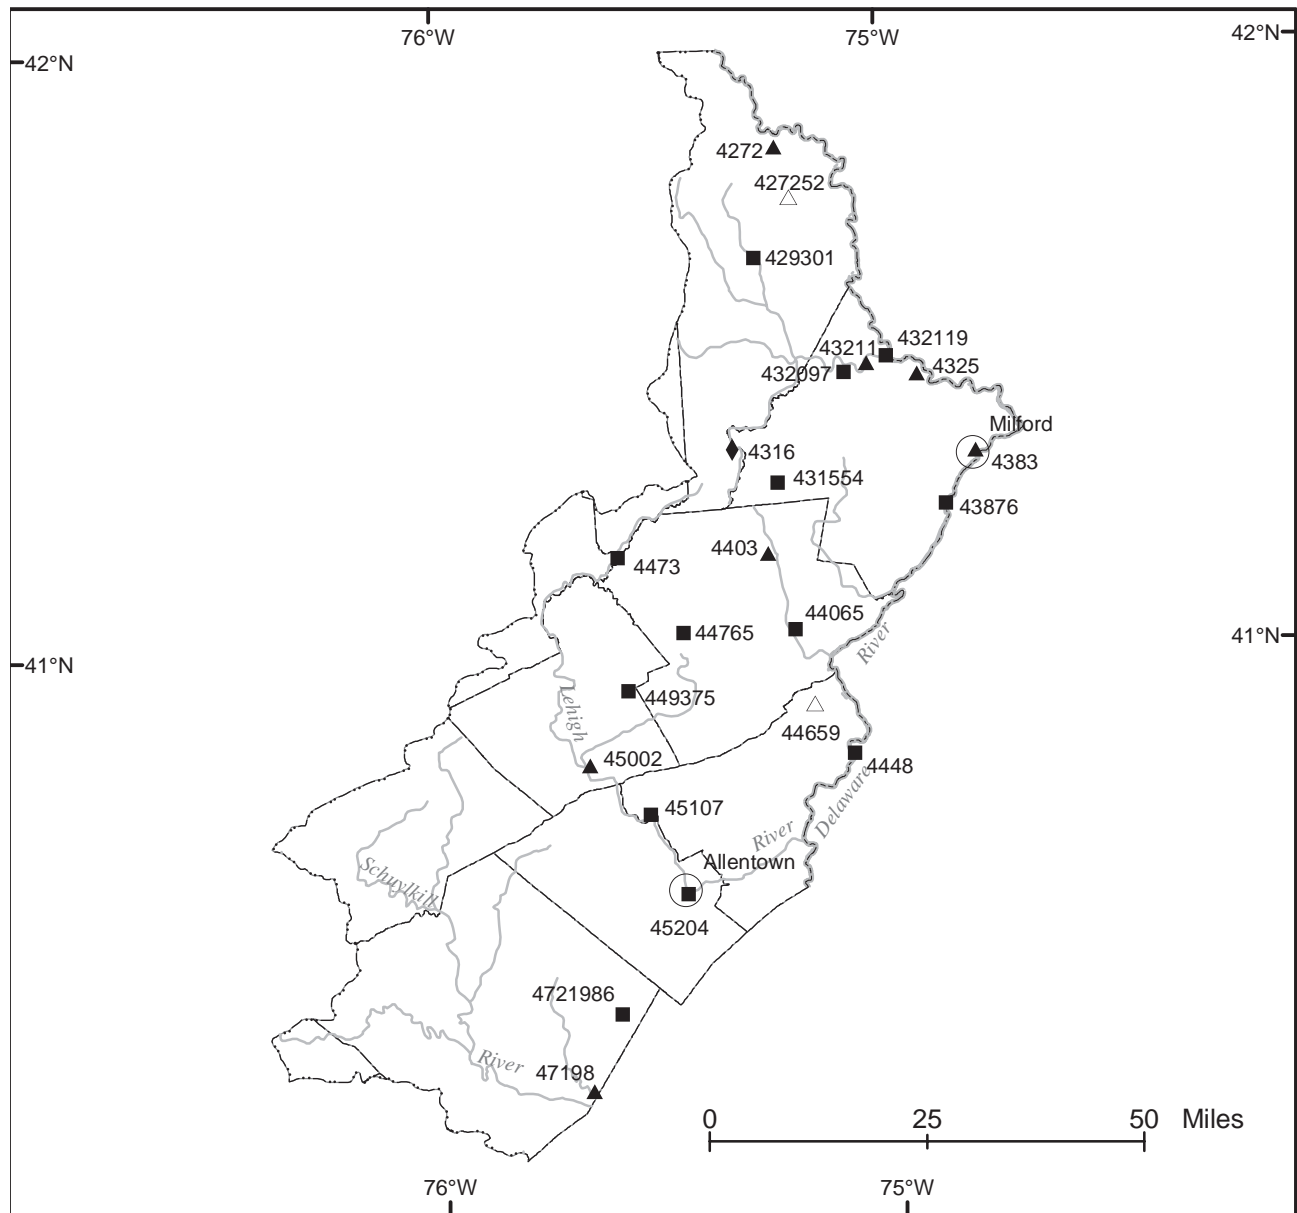 76°W
75°W
42°N
42°N
4272
427252
429301
432119
43211
4325
432097
Milford
4316
4383
431554
43876
4403
4473
44065
44765
River
41°N
41°N
449375
Lehigh
44659
45002
4448
Delaware
45107
River
Allentown
Schuylkill
45204
4721986
River
47198
0 25 50 Miles
76°W
75°W